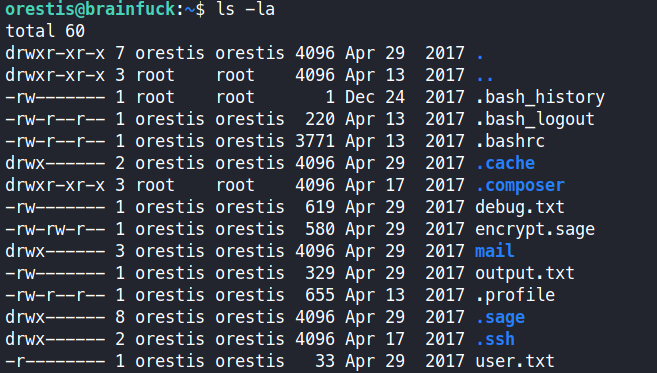 orestis@brainfuck:~$ ls -la
total 60
drwxr-xr-x 7 orestis orestis 4096 Apr 29  2017 .
drwxr-xr-x 3 root    root    4096 Apr 13  2017 ..
-rw------- 1 root    root       1 Dec 24  2017 .bash_history
-rw-r--r-- 1 orestis orestis  220 Apr 13  2017 .bash_logout
-rw-r--r-- 1 orestis orestis 3771 Apr 13  2017 .bashrc
drwx------ 2 orestis orestis 4096 Apr 29  2017 .cache
drwxr-xr-x 3 root    root    4096 Apr 17  2017 .composer
-rw------- 1 orestis orestis  619 Apr 29  2017 debug.txt
-rw-rw-r-- 1 orestis orestis  580 Apr 29  2017 encrypt.sage
drwx------ 3 orestis orestis 4096 Apr 29  2017 mail
-rw------- 1 orestis orestis  329 Apr 29  2017 output.txt
-rw-r--r-- 1 orestis orestis  655 Apr 13  2017 .profile
drwx------ 8 orestis orestis 4096 Apr 29  2017 .sage
drwx------ 2 orestis orestis 4096 Apr 17  2017 .ssh
-r-------- 1 orestis orestis   33 Apr 29  2017 user.txt